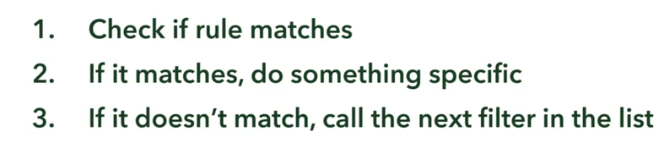 1. Check if rule matches
2. If it matches, do something specific
3. If it doesn’t match, call the next filter in the list